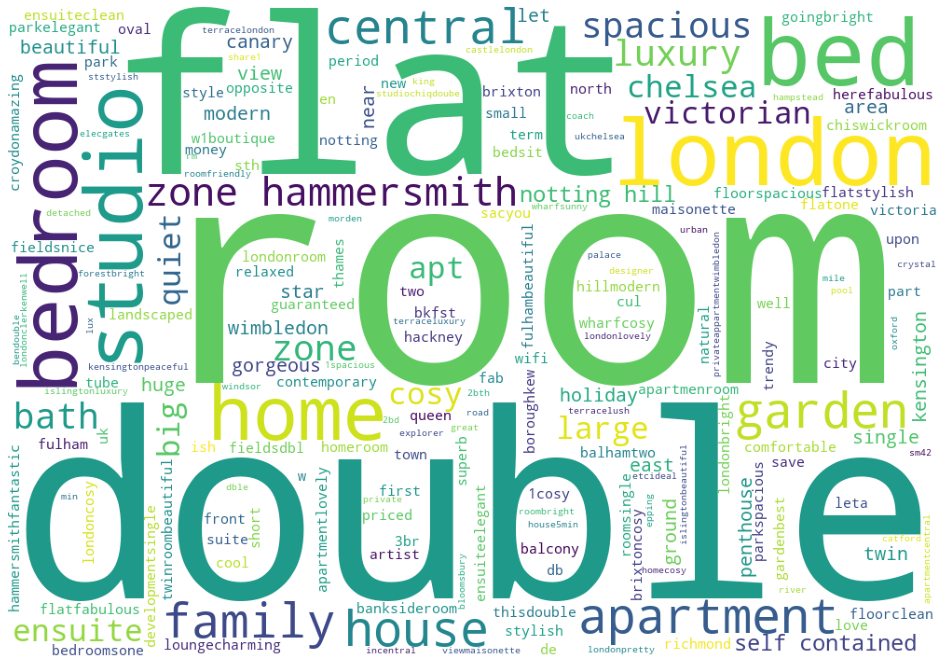 ensuiteclean
terracelondon
central
let
spacious
goingbright
parkelegant
oval
canary
share1
castlelondon
beautiful
park
flat
period
luxury
bed
ststylish
view
opposite
new
king
studiochiqdouble
style
modern
en
near
brixton
north
chelsea
hampstead
herefabulous
croydonamazing
elecgates
w1boutique
small
coach
victorian
area
money
sth
notting
term
bedsit
ukchelsea
chiswickroom
roomfriendly
rm
london
bedroom
studio
zone hammersmith
notting hill
floorspacious
flatstylish
detached
quiet
morden
sacyou
wharfsunny
maisonette
flatone
victoria
fieldsnice
room
urban
upon
forestbright
londonroom
thames
relaxed
apt
palace
designer
hillmodern
crystal
bendouble
londonclerkenwell
lux
landscaped
star
guaranteed
two
bkfst
cul
fulhambeautiful
natural
privateappartmentwimbledon
well
mile
pool
part
wimbledon
terraceluxury
hackney
wharfcosy
londonlovely
trendy
city
oxford
kensingtonpeaceful
zone
gorgeous
1spacious
wifi
islingtonluxury
tube
huge
windsor
contemporary
cosy
2bth
fab
holiday
apartmentroom
kensington
bath
big
home
2bd
queen
road
terracelush
garden
fulham
uk
ish
fieldsdbl
homeroom
explorer
great
town
superb
boroughkew
large
balhamtwo
londonbright
comfortable
single
double
min
londoncosy
hammersmithfantastic
twinroombeautiful
w
dble
first
private
1cosy
east
etcideal
epping
islingtonbeautiful
save
sm42
front
suite
cool
short
apartmentlovely
priced
3br
artist
roombright
house5min
balcony
db
roomsingle
brixtoncosy
homecosy
ground
penthouse
parkspacious
gardenbest
leta
twin
catford
apartmentcentral
developmentsingle
bloomsbury
ensuiteelegant
river
flatfabulous
family
banksideroom
thisdouble
apartment
floorclean
love
ensuite
house
stylish
richmond
self contained
bedroomsone
loungecharming
incentral
viewmaisonette
de
londonpretty